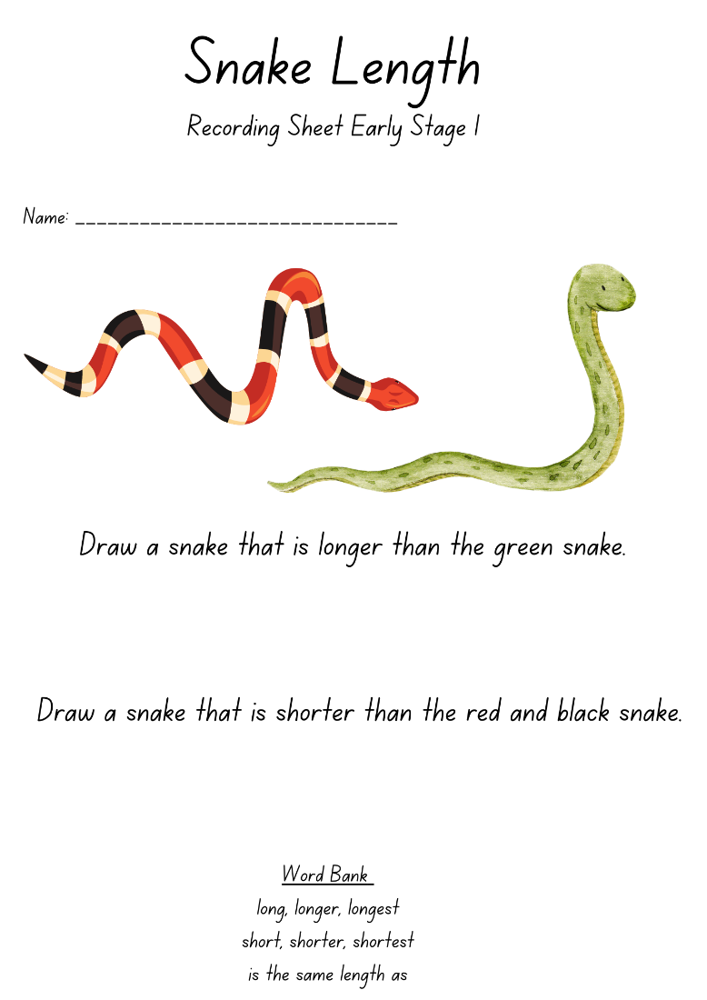 Snake Length
Recording Sheet Early Stage 1
Name: ______________________________
Draw a snake that is longer than the green snake.
Draw a snake that is shorter than the red and black snake.
Word Bank
long, longer, longest
short, shorter, shortest
is the same length as